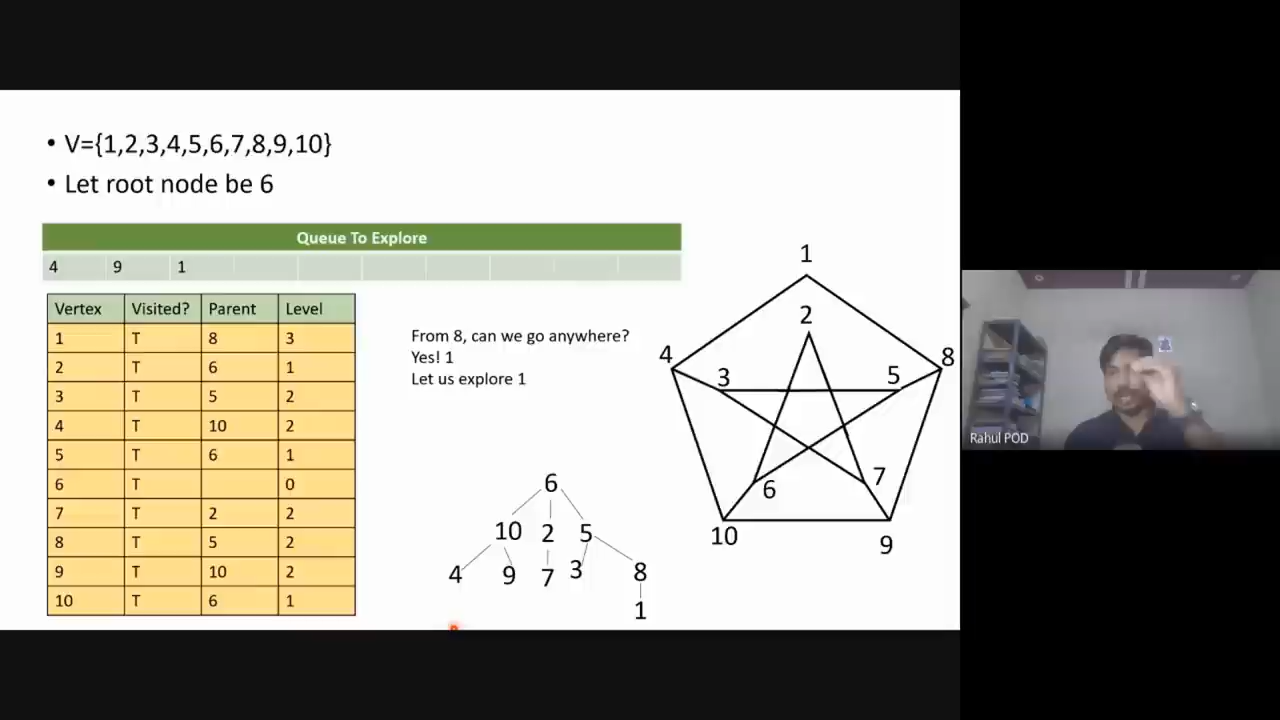 • V={1,2,3,4,5,6,7,8,9,10}
• Let root node be 6
Queue To Explore
4 9 1
Vertex Visited? Parent Level
1 T 8 3
2 T 6 1
3 T 5 2
4 T 10 2
5 T 6 1
6 T 0
7 T 2 2
8 T 5 2
9 T 10 2
10 T 6 1
From 8, can we go anywhere?
Yes! 1
Let us explore 1
6
10 2 5
4 9 7 3 8
1
1
2
4 3 5 8
6 7
10 9
Rahul POD